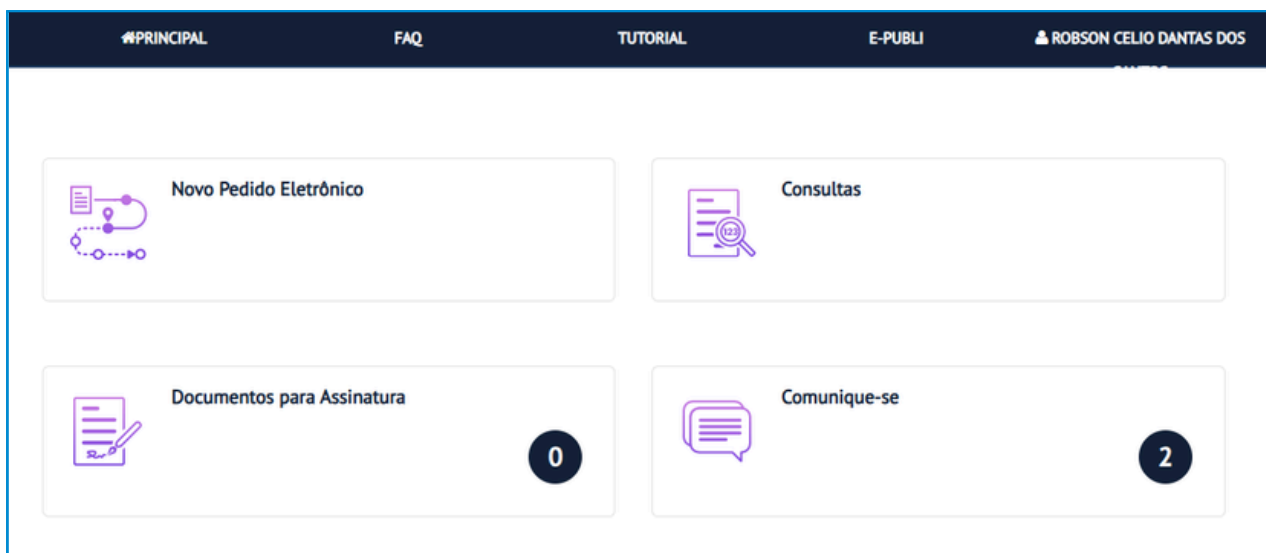 PRINCIPAL
FAQ
TUTORIAL
E-PUBLI
ROBSON CELIO DANTAS DOS
Novo Pedido Eletrônico
Consultas
123
Documentos para Assinatura
0
Comunique-se
2